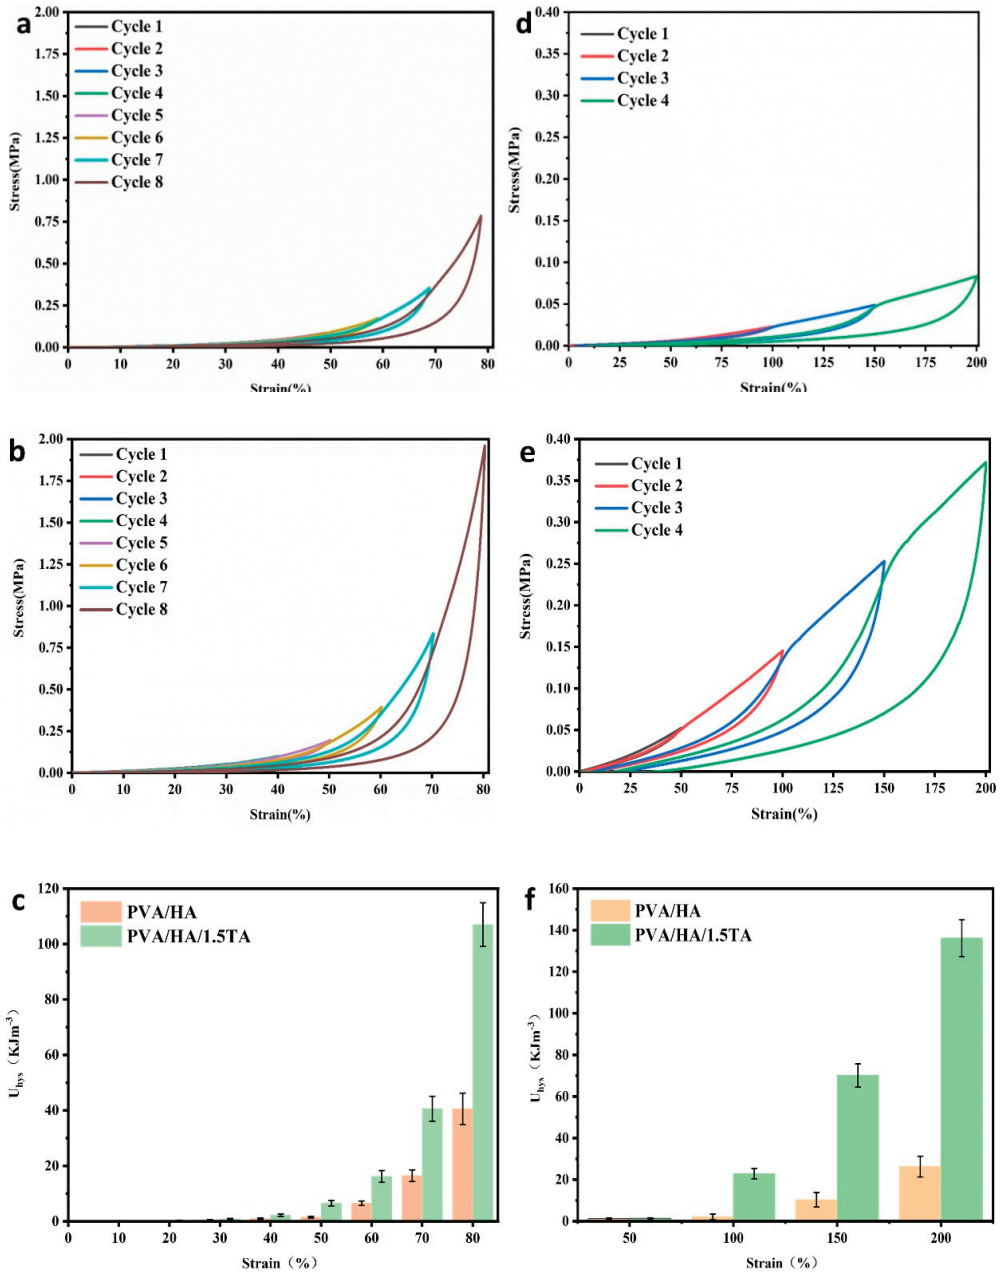 a
2.00
1.75
1.50
1.25
1.00
0.75
0.50
0.25
0.00
Stress(MPa)
Cycle 1
Cycle 2
Cycle 3
Cycle 4
Cycle 5
Cycle 6
Cycle 7
Cycle 8
0 10 20 30 40 50 60 70 80
Strain(%)
d
0.40
0.35
0.30
0.25
0.20
0.15
0.10
0.05
0.00
Stress(MPa)
Cycle 1
Cycle 2
Cycle 3
Cycle 4
0 25 50 75 100 125 150 175 200
Strain(%)
b
2.00
1.75
1.50
1.25
1.00
0.75
0.50
0.25
0.00
Stress(MPa)
Cycle 1
Cycle 2
Cycle 3
Cycle 4
Cycle 5
Cycle 6
Cycle 7
Cycle 8
0 10 20 30 40 50 60 70 80
Strain(%)
e
0.40
0.35
0.30
0.25
0.20
0.15
0.10
0.05
0.00
Stress(MPa)
Cycle 1
Cycle 2
Cycle 3
Cycle 4
0 25 50 75 100 125 150 175 200
Strain(%)
c
120
100
80
60
40
20
0
Uhys（KJm⁻³）
PVA/HA
PVA/HA/1.5TA
0 10 20 30 40 50 60 70 80
Strain（%）
f
160
140
120
100
80
60
40
20
0
Uhys（KJm⁻³）
PVA/HA
PVA/HA/1.5TA
50 100 150 200
Strain（%）